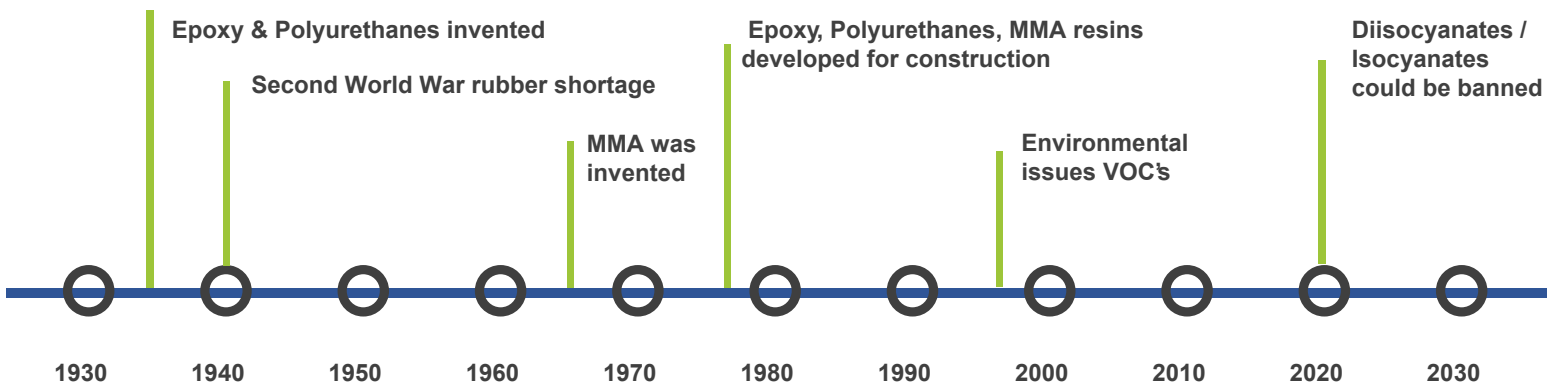 Epoxy & Polyurethanes invented
Second World War rubber shortage
MMA was
invented
Epoxy, Polyurethanes, MMA resins
developed for construction
Environmental
issues VOC's
Diisocyanates /
Isocyanates
could be banned
1930 1940 1950 1960 1970 1980 1990 2000 2010 2020 2030